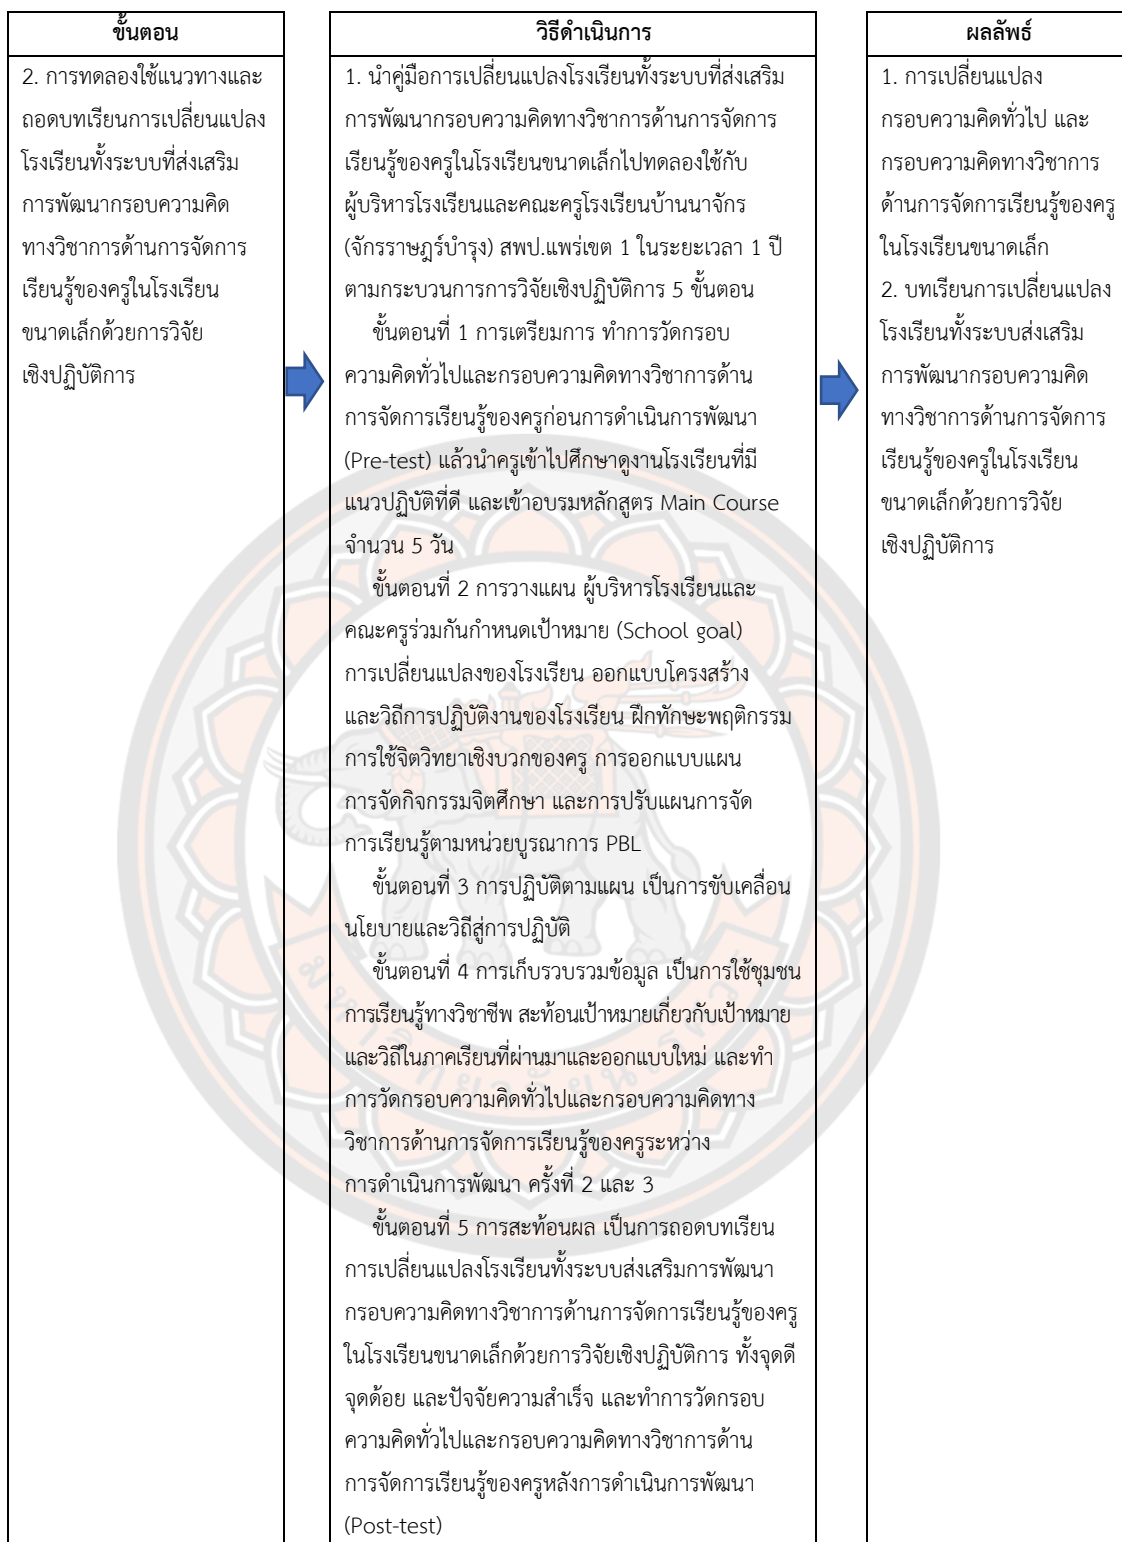 ขั้นตอน
2. การทดลองใช้แนวทางและ
ถอดบทเรียนการเปลี่ยนแปลง
โรงเรียนทั้งระบบที่ส่งเสริม
การพัฒนากรอบความคิด
ทางวิชาการด้านการจัดการ
เรียนรู้ของครูในโรงเรียน
ขนาดเล็กด้วยการวิจัย
เชิงปฏิบัติการ
วิธีดำเนินการ
1. นำคู่มือการเปลี่ยนแปลงโรงเรียนทั้งระบบที่ส่งเสริม
การพัฒนากรอบความคิดทางวิชาการด้านการจัดการ
เรียนรู้ของครูในโรงเรียนขนาดเล็กไปทดลองใช้กับ
ผู้บริหารโรงเรียนและคณะครูโรงเรียนบ้านนาจักร
(จักรราษฎร์บำรุง) สพป.แพร่เขต 1 ในระยะเวลา 1 ปี
ตามกระบวนการการวิจัยเชิงปฏิบัติการ 5 ขั้นตอน
ขั้นตอนที่ 1 การเตรียมการ ทำการวัดกรอบ
ความคิดทั่วไปและกรอบความคิดทางวิชาการด้าน
การจัดการเรียนรู้ของครูก่อนการดำเนินการพัฒนา
(Pre-test) แล้วนำครูเข้าไปศึกษาดูงานโรงเรียนที่มี
แนวปฏิบัติที่ดี และเข้าอบรมหลักสูตร Main Course
จำนวน 5 วัน
ขั้นตอนที่ 2 การวางแผน ผู้บริหารโรงเรียนและ
คณะครูร่วมกันกำหนดเป้าหมาย (School goal)
การเปลี่ยนแปลงของโรงเรียน ออกแบบโครงสร้าง
และวิถีการปฏิบัติงานของโรงเรียน ฝึกทักษะพฤติกรรม
การใช้จิตวิทยาเชิงบวกของครู การออกแบบแผน
การจัดกิจกรรมจิตศึกษา และการปรับแผนการจัด
การเรียนรู้ตามหน่วยบูรณาการ PBL
ขั้นตอนที่ 3 การปฏิบัติตามแผน เป็นการขับเคลื่อน
นโยบายและวิถีสู่การปฏิบัติ
ขั้นตอนที่ 4 การเก็บรวบรวมข้อมูล เป็นการใช้ชุมชน
การเรียนรู้ทางวิชาชีพ สะท้อนเป้าหมายเกี่ยวกับเป้าหมาย
และวิถีในภาคเรียนที่ผ่านมาและออกแบบใหม่ และทำ
การวัดกรอบความคิดทั่วไปและกรอบความคิดทาง
วิชาการด้านการจัดการเรียนรู้ของครูระหว่าง
การดำเนินการพัฒนา ครั้งที่ 2 และ 3
ขั้นตอนที่ 5 การสะท้อนผล เป็นการถอดบทเรียน
การเปลี่ยนแปลงโรงเรียนทั้งระบบส่งเสริมการพัฒนา
กรอบความคิดทางวิชาการด้านการจัดการเรียนรู้ของครู
ในโรงเรียนขนาดเล็กด้วยการวิจัยเชิงปฏิบัติการ ทั้งจุดดี
จุดด้อย และปัจจัยความสำเร็จ และทำการวัดกรอบ
ความคิดทั่วไปและกรอบความคิดทางวิชาการด้าน
การจัดการเรียนรู้ของครูหลังการดำเนินการพัฒนา
(Post-test)
ผลลัพธ์
1. การเปลี่ยนแปลง
กรอบความคิดทั่วไป และ
กรอบความคิดทางวิชาการ
ด้านการจัดการเรียนรู้ของครู
ในโรงเรียนขนาดเล็ก
2. บทเรียนการเปลี่ยนแปลง
โรงเรียนทั้งระบบส่งเสริม
การพัฒนากรอบความคิด
ทางวิชาการด้านการจัดการ
เรียนรู้ของครูในโรงเรียน
ขนาดเล็กด้วยการวิจัย
เชิงปฏิบัติการ
มหาวิทยาลัยนเรศวร